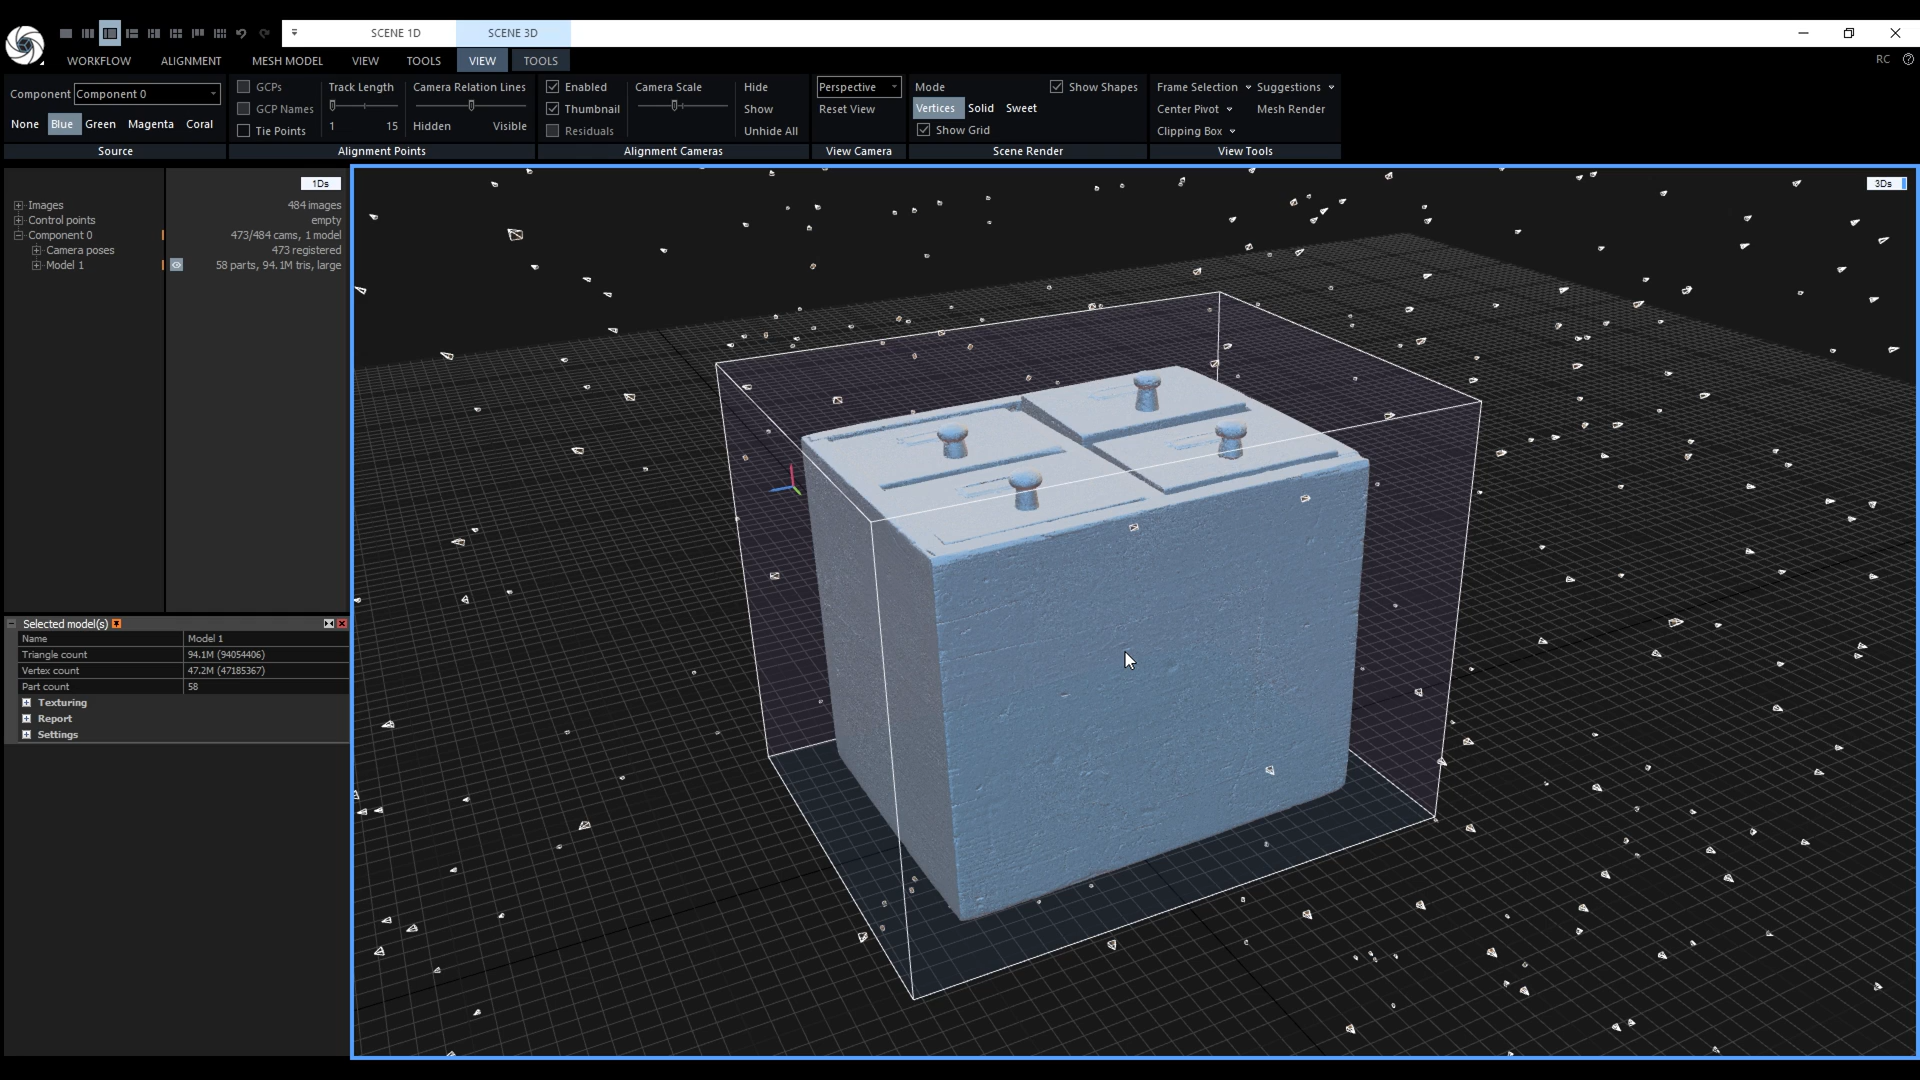 SCENE 1D SCENE 3D
WORKFLOW ALIGNMENT MESH MODEL VIEW TOOLS VIEW TOOLS RC
Component Component 0
None Blue Green Magenta Coral
Source
GCPs Track Length Camera Relation Lines
GCP Names
Tie Points 1 15 Hidden Visible
Alignment Points
Enabled Camera Scale Hide
Thumbnail Show
Residuals Unhide All
Alignment Cameras
Perspective
Reset View
View Camera
Mode Show Shapes
Vertices Solid Sweet
Show Grid
Scene Render
Frame Selection Suggestions
Center Pivot Mesh Render
Clipping Box
View Tools
1Ds
Images 484 images
Control points empty
Component 0 473/484 cams, 1 model
Camera poses 473 registered
Model 1 58 parts, 94.1M tris, large
3Ds
Selected model(s)
Name Model 1
Triangle count 94.1M (94054406)
Vertex count 47.2M (47185367)
Part count 58
Texturing
Report
Settings